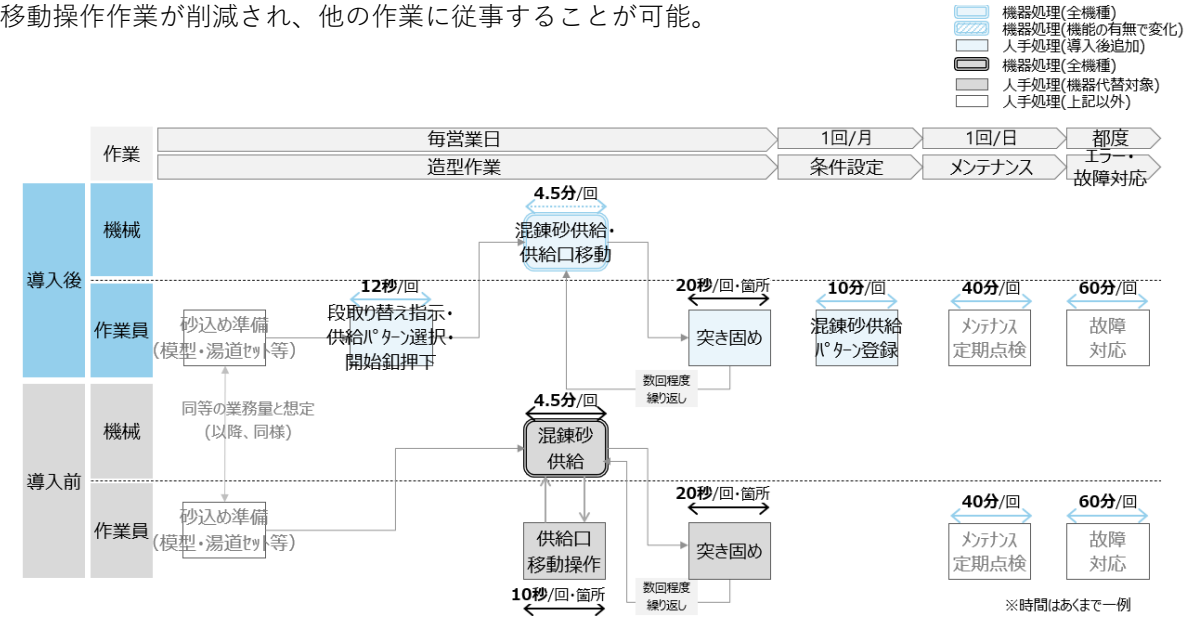 移動操作作業が削減され、他の作業に従事することが可能。
機器処理(全機種)
機器処理(機能の有無で変化)
人手処理(導入後追加)
機器処理(全機種)
人手処理(機器代替対象)
人手処理(上記以外)
作業
毎営業日
1回/月
1回/日
都度
造型作業
条件設定
メンテナンス
エラー・
故障対応
導入後
機械
4.5分/回
混錬砂供給・
供給口移動
作業員
砂込め準備
(模型・湯道セット等)
12秒/回
段取り替え指示・
供給パターン選択・
開始釦押下
20秒/回・箇所
突き固め
数回程度
繰り返し
10分/回
混錬砂供給
パターン登録
40分/回
メンテナンス
定期点検
60分/回
故障
対応
同等の業務量と想定
(以降、同様)
導入前
機械
4.5分/回
混錬砂
供給
作業員
砂込め準備
(模型・湯道セット等)
供給口
移動操作
10秒/回・箇所
20秒/回・箇所
突き固め
数回程度
繰り返し
40分/回
メンテナンス
定期点検
60分/回
故障
対応
※時間はあくまで一例